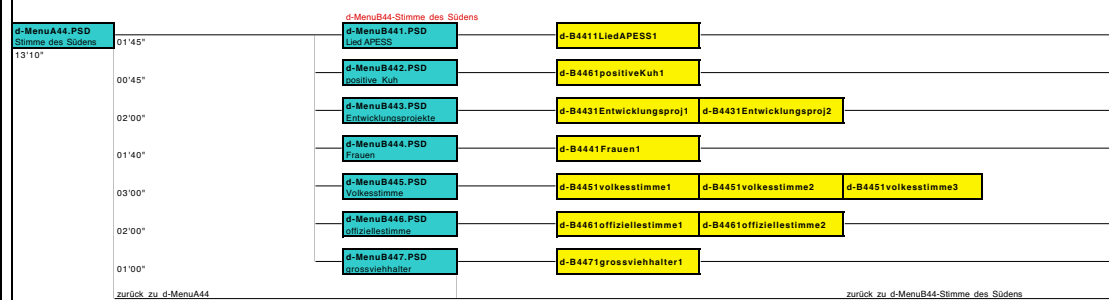 d-MenuB44-Stimme des Südens
d-MenuA44.PSD
Stimme des Südens
13'10"
01'45"
d-MenuB441.PSD
Lied APESS
d-B4411LiedAPESS1
00'45"
d-MenuB442.PSD
positive Kuh
d-B4461positiveKuh1
02'00"
d-MenuB443.PSD
Entwicklungsprojekte
d-B4431Entwicklungsproj1 d-B4431Entwicklungsproj2
01'40"
d-MenuB444.PSD
Frauen
d-B4441Frauen1
03'00"
d-MenuB445.PSD
Volkesstimme
d-B4451volkesstimme1 d-B4451volkesstimme2 d-B4451volkesstimme3
02'00"
d-MenuB446.PSD
offiziellestimme
d-B4461offiziellestimme1 d-B4461offiziellestimme2
01'00"
d-MenuB447.PSD
grossviehhalter
d-B4471grossviehhalter1
zurück zu d-MenuA44
zurück zu d-MenuB44-Stimme des Südens